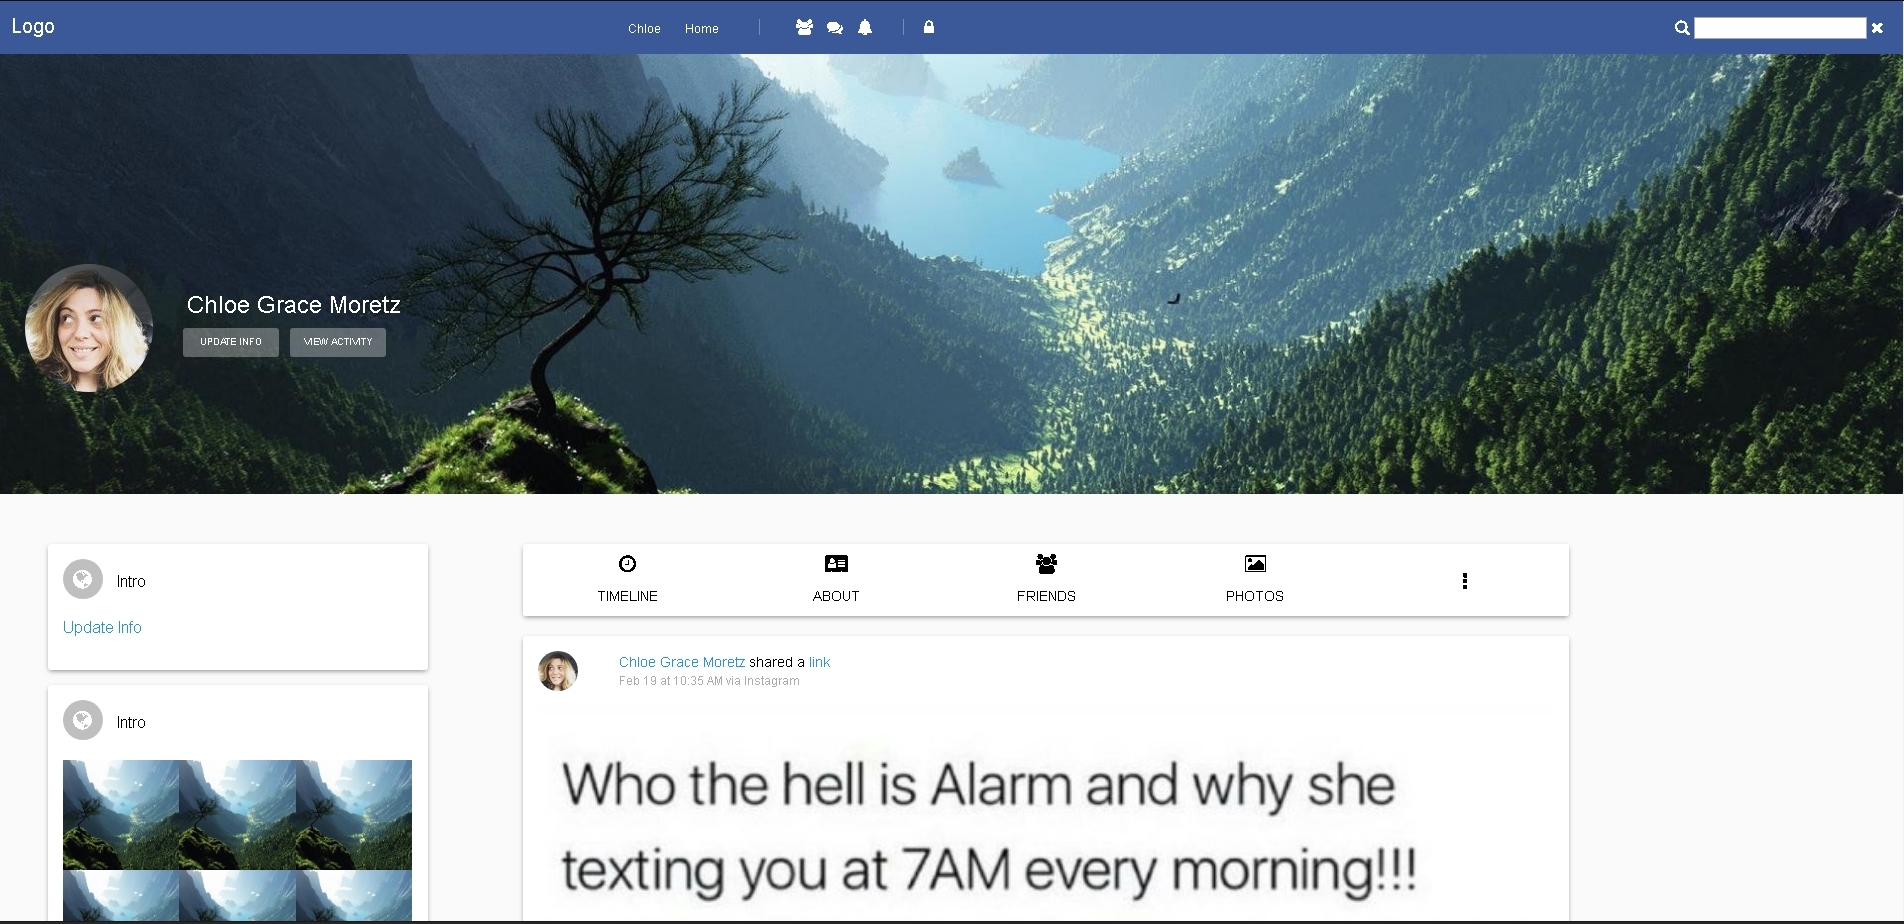 Logo
Chloe
Home
Chloe Grace Moretz
UPDATE INFO
VIEW ACTIVITY
Intro
Update Info
Intro
TIMELINE
ABOUT
FRIENDS
PHOTOS
Chloe Grace Moretz shared a link
Feb 19 at 10:35 AM via Instagram
Who the hell is Alarm and why she
texting you at 7AM every morning!!!